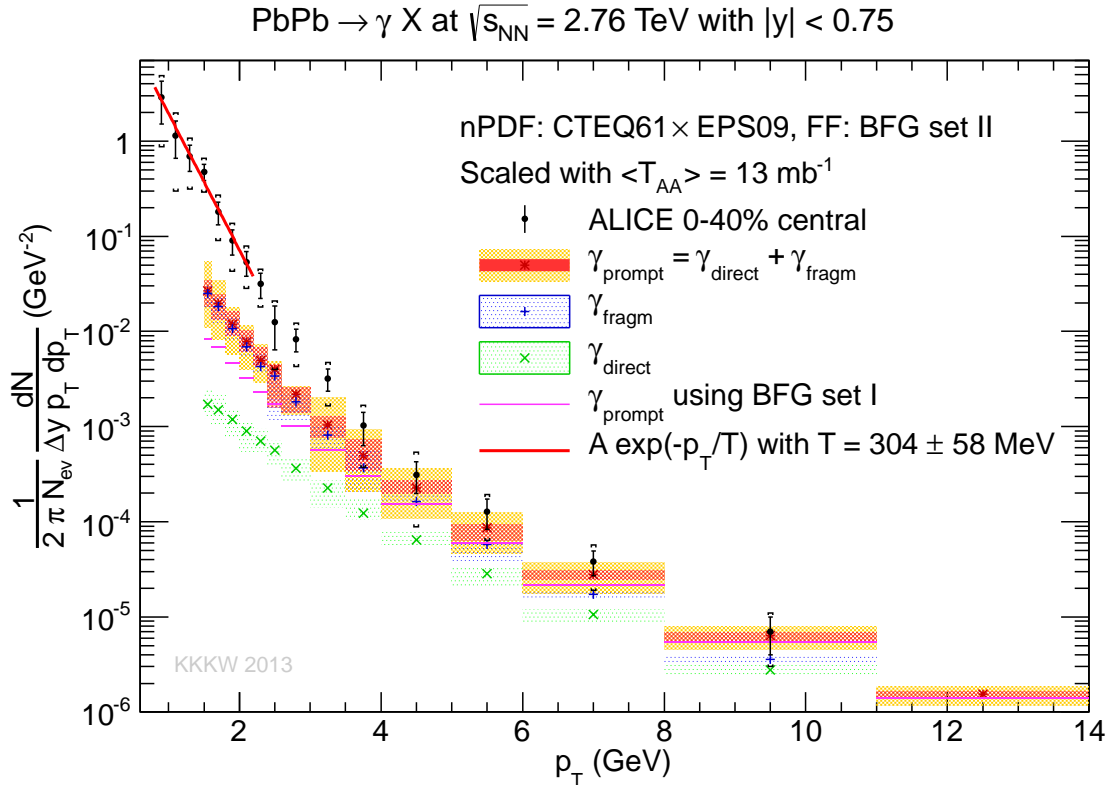 PbPb → γ X at √s_NN = 2.76 TeV with |y| < 0.75
nPDF: CTEQ61× EPS09, FF: BFG set II
Scaled with <T_AA> = 13 mb^-1
ALICE 0-40% central
γ_prompt = γ_direct + γ_fragm
γ_fragm
γ_direct
γ_prompt using BFG set I
A exp(-p_T/T) with T = 304 ± 58 MeV
1/(2 π N_ev) dN/(Δy p_T dp_T) (GeV^-2)
1
10^-1
10^-2
10^-3
10^-4
10^-5
10^-6
KKKW 2013
2 4 6 8 10 12 14
p_T (GeV)